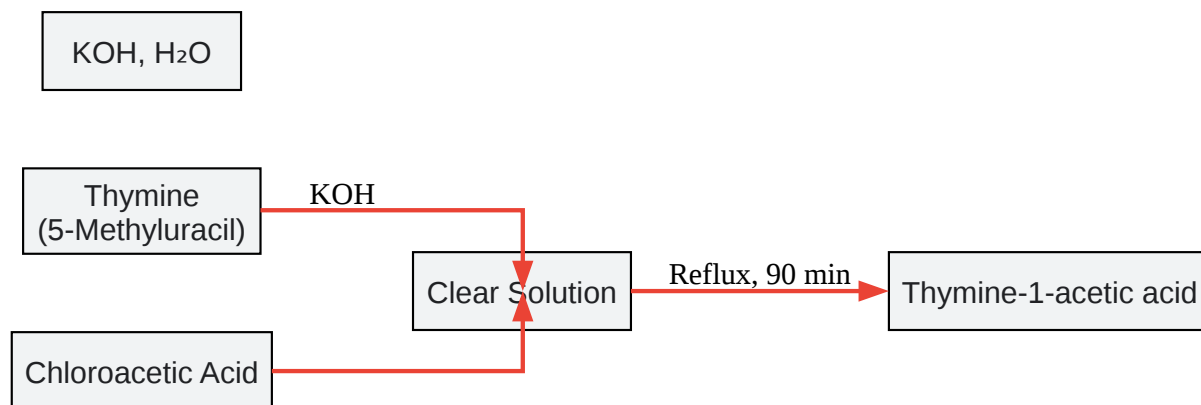 KOH, H₂O
Thymine
(5-Methyluracil)
KOH
Clear Solution
Reflux, 90 min
Thymine-1-acetic acid
Chloroacetic Acid